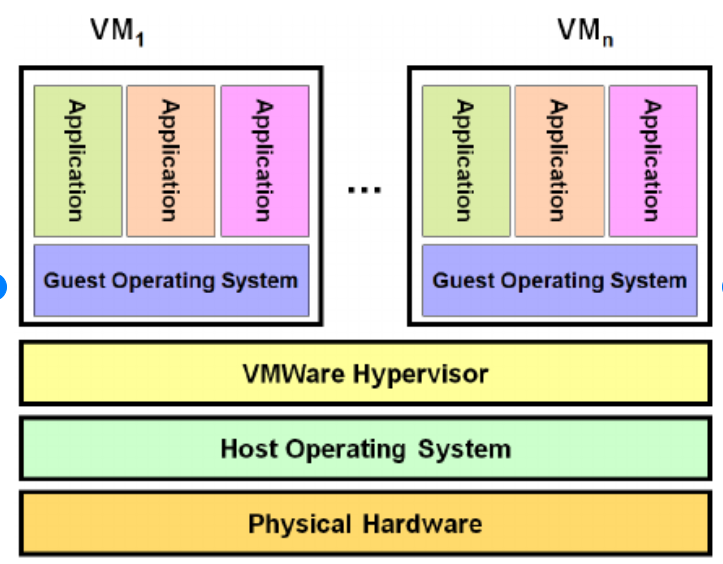 VM1
VMn
Application
Application
Application
...
Application
Application
Application
Guest Operating System
Guest Operating System
VMWare Hypervisor
Host Operating System
Physical Hardware